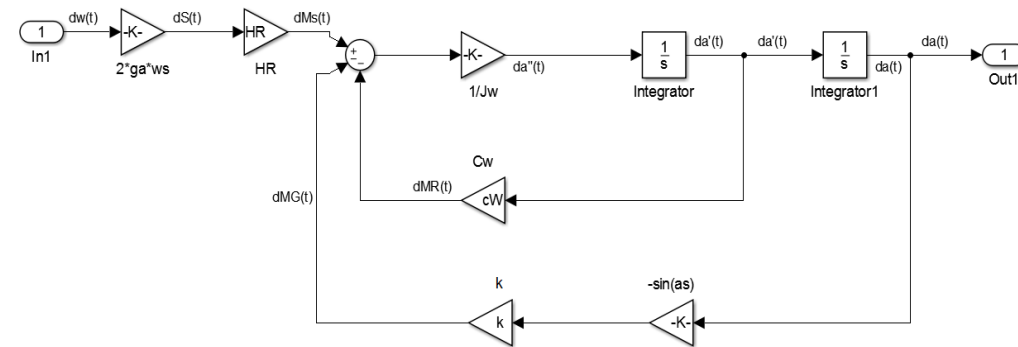 dw(t)
dS(t)
dMs(t)
1
In1
-K-
2*ga*ws
HR
HR
+
-
-
-K-
1/Jw
da''(t)
1
s
Integrator
da'(t)
da'(t)
1
s
Integrator1
da(t)
da(t)
1
Out1
Cw
cW
dMR(t)
dMG(t)
k
k
-sin(as)
-K-